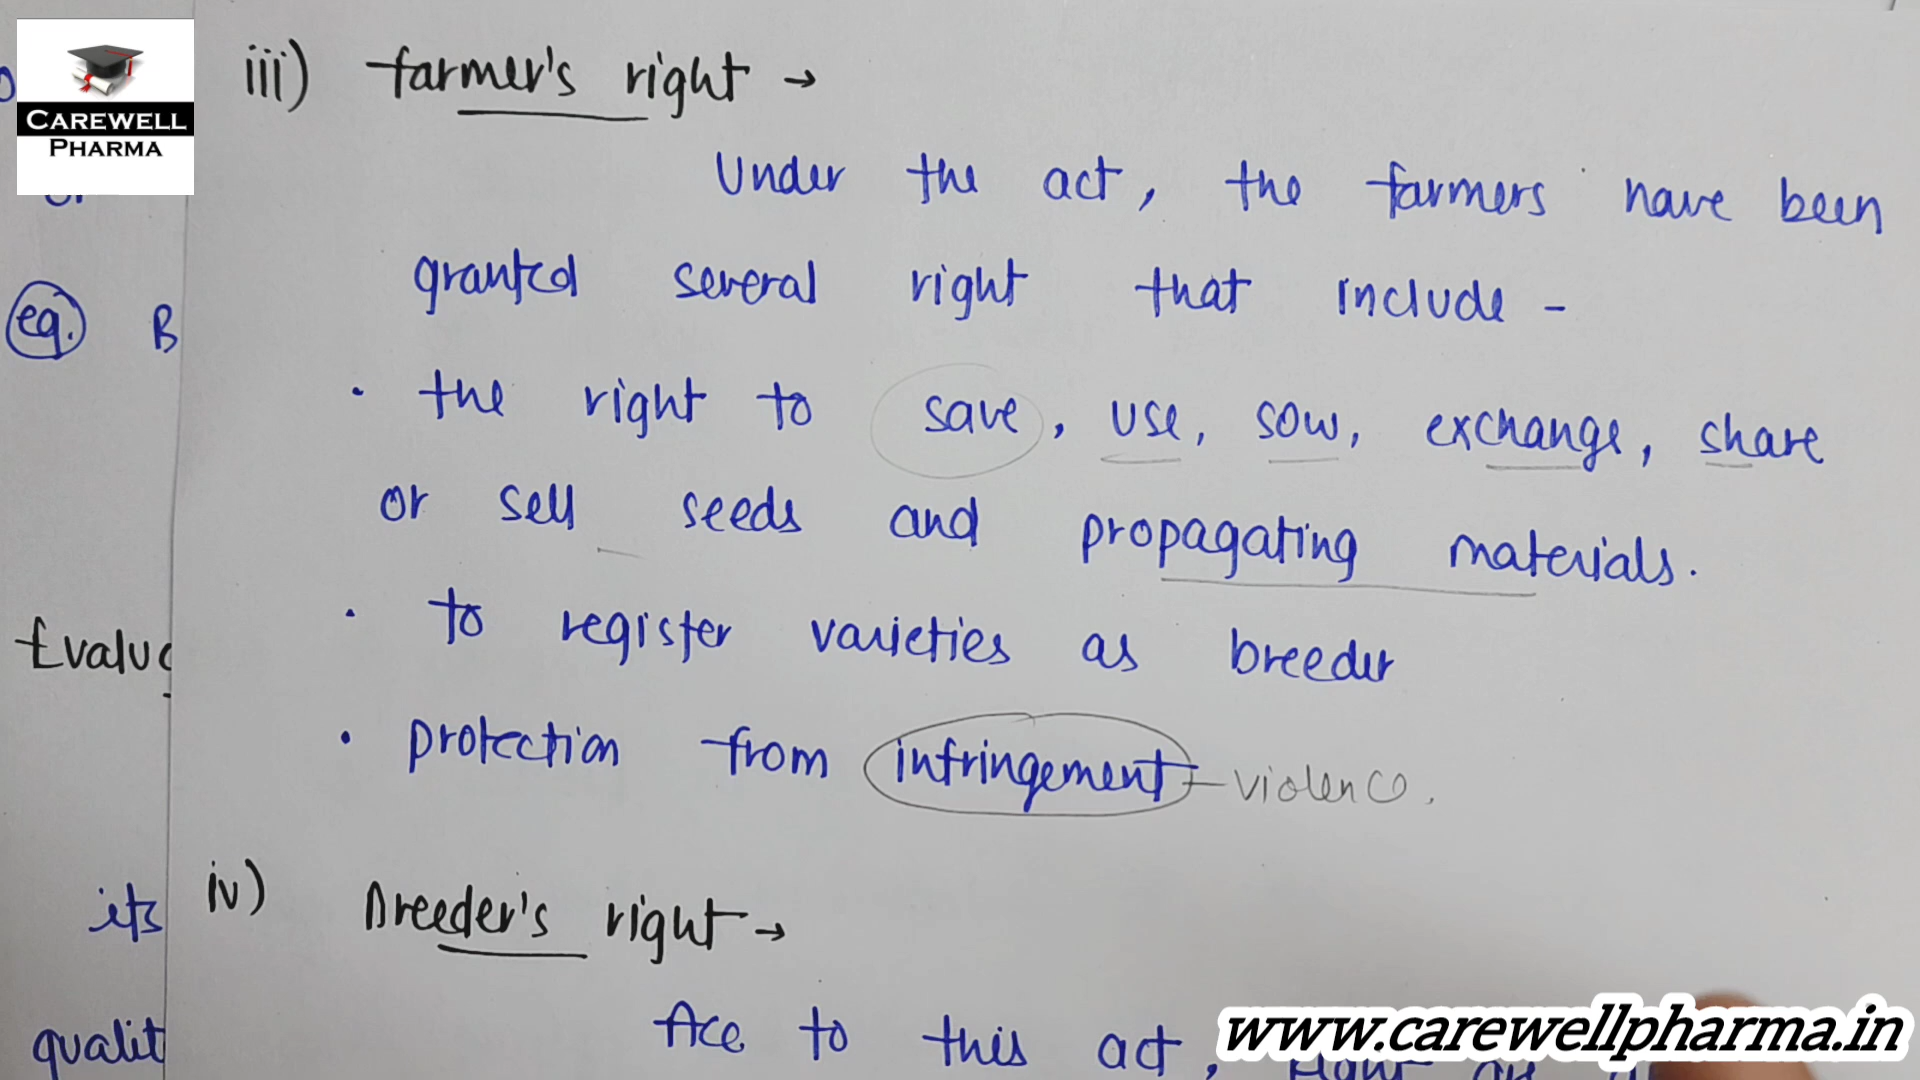 CAREWELL
PHARMA
iii) farmer's right →
Under the act, the farmers have been
granted several right that include -
eg. B
• the right to save, use, sow, exchange, share
or sell seeds and propagating materials.
• to register varieties as breeder
Evalua
• protection from infringement - violence.
iv) Breeder's right →
its
Acc to this act,
qualit
www.carewellpharma.in